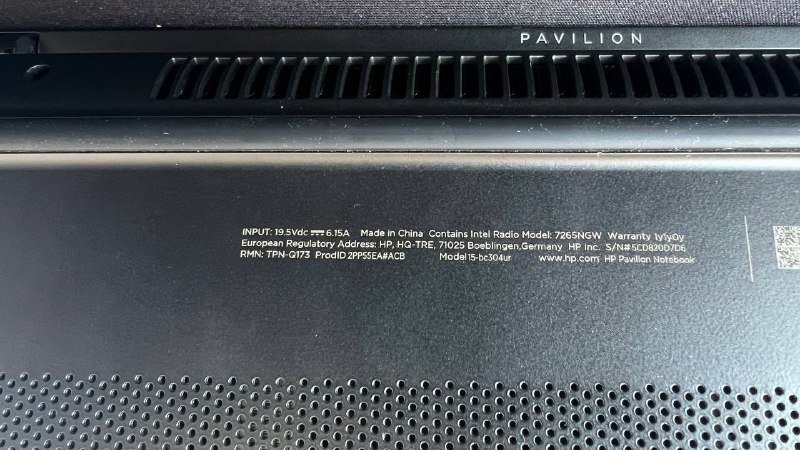 PAVILION
INPUT: 19.5Vdc ⎓ 6.15A Made in China Contains Intel Radio Model: 7265NGW Warranty 1y1y0y
European Regulatory Address: HP, HQ-TRE, 71025 Boeblingen,Germany HP Inc. S/N#5CD820D7D6
RMN: TPN-Q173 ProdID 2PP55EA#ACB Model 15-bc304ur www.hp.com HP Pavilion Notebook